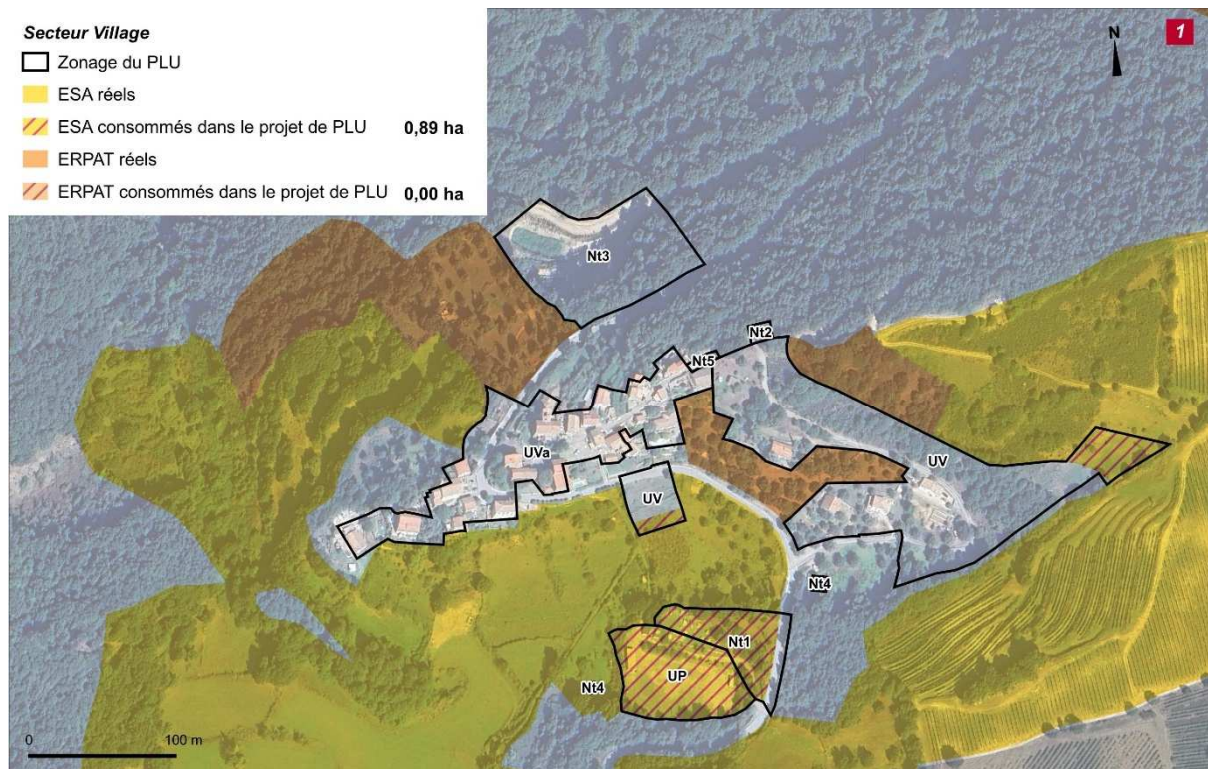 Secteur Village
Zonage du PLU
ESA réels
ESA consommés dans le projet de PLU 0,89 ha
ERPAT réels
ERPAT consommés dans le projet de PLU 0,00 ha
N
1
Nt3
Nt2
Nt5
UVa
UV
UV
Nt4
Nt1
UP
Nt4
0 100 m